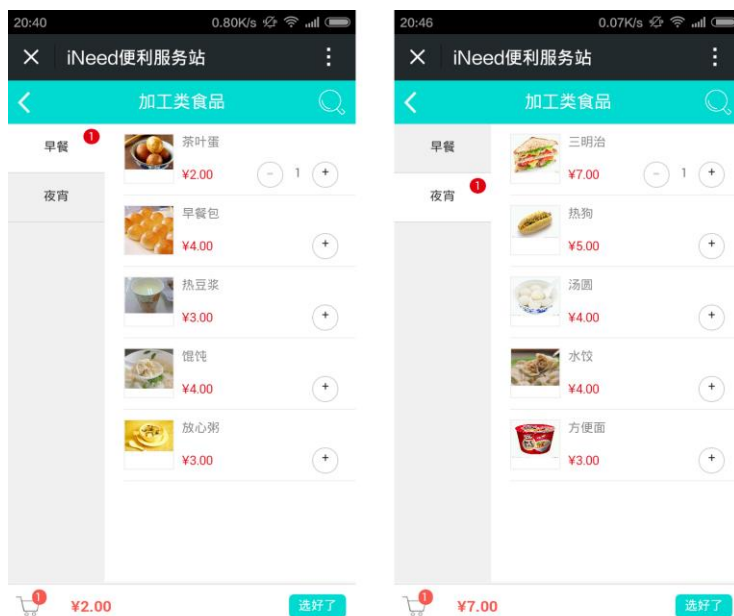 20:40 0.80K/s
iNeed便利服务站
加工类食品
早餐 1
夜宵
茶叶蛋
¥2.00 - 1 +
早餐包
¥4.00 +
热豆浆
¥3.00 +
馄饨
¥4.00 +
放心粥
¥3.00 +
1 ¥2.00 选好了
20:46 0.07K/s
iNeed便利服务站
加工类食品
早餐
夜宵 1
三明治
¥7.00 - 1 +
热狗
¥5.00 +
汤圆
¥4.00 +
水饺
¥4.00 +
方便面
¥3.00 +
1 ¥7.00 选好了